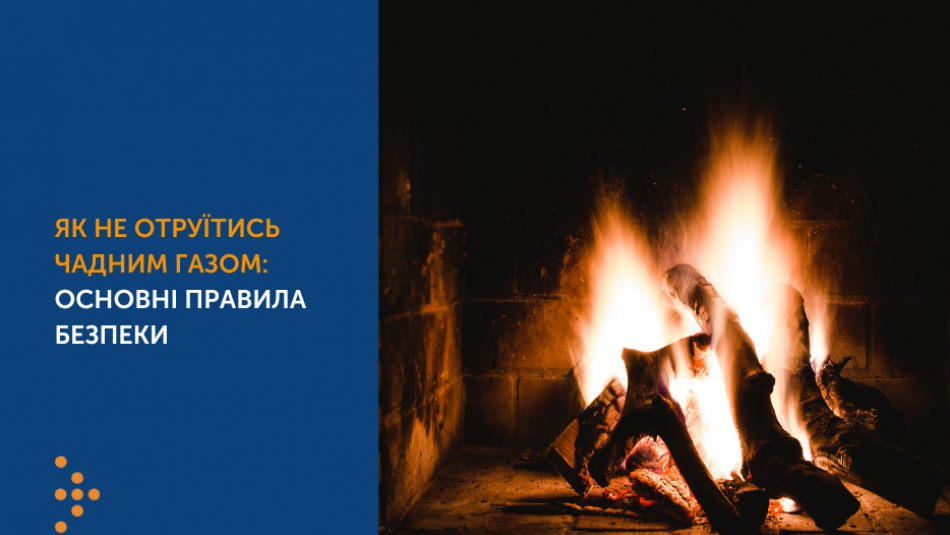 ЯК НЕ ОТРУЇТИСЬ
ЧАДНИМ ГАЗОМ:
ОСНОВНІ ПРАВИЛА
БЕЗПЕКИ